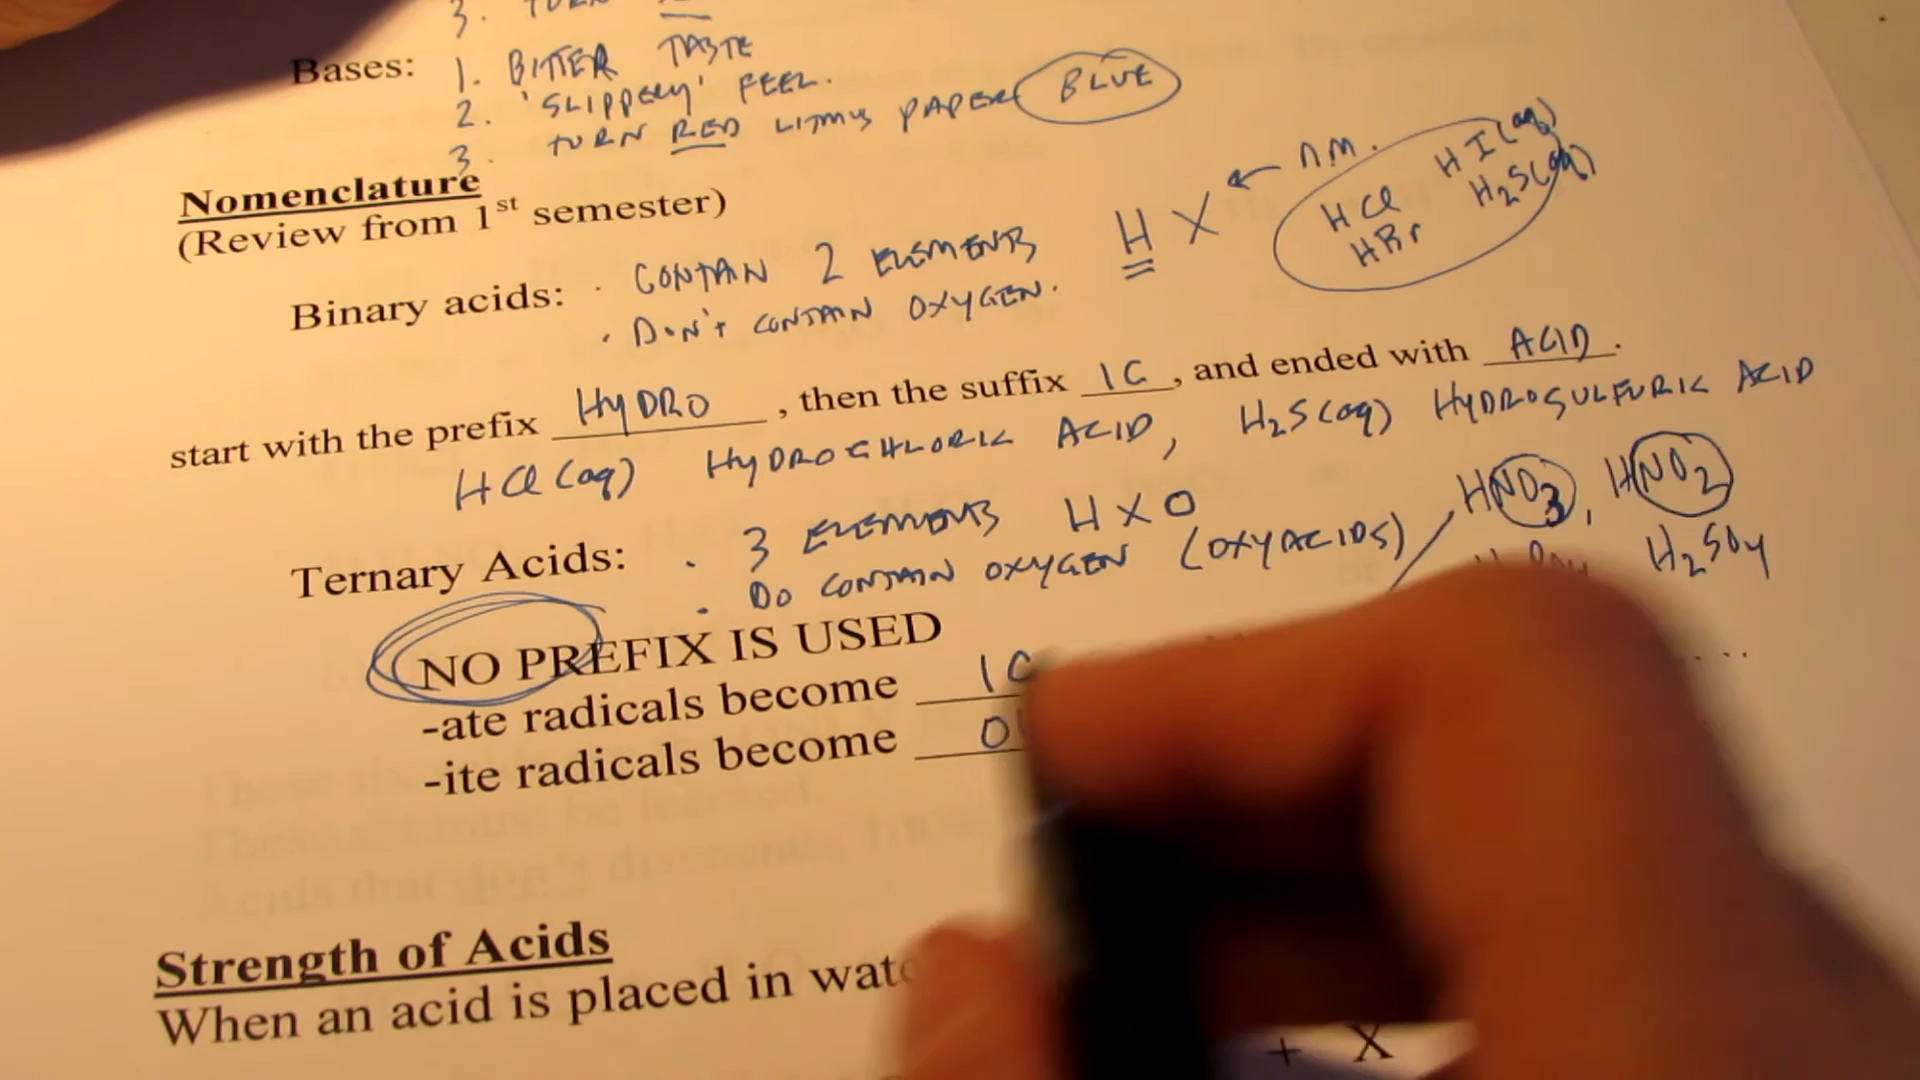 3. TURN
Bases: 1. BITTER TASTE
2. 'SLIPPERY' FEEL.
3. TURN RED LITMUS PAPER BLUE
Nomenclature
(Review from 1st semester)
H X ← n.m.
HCl HI(aq)
HBr H2S(aq)
Binary acids: · CONTAIN 2 ELEMENTS
· DON'T CONTAIN OXYGEN.
start with the prefix HYDRO, then the suffix IC, and ended with ACID.
HCl(aq) HYDROCHLORIC ACID, H2S(aq) HYDROSULFURIC ACID
Ternary Acids: · 3 ELEMENTS HXO
· DO CONTAIN OXYGEN (OXYACIDS)
HNO3, HNO2
H2SO4
NO PREFIX IS USED
-ate radicals become IC
-ite radicals become
Strength of Acids
When an acid is placed in
+ X